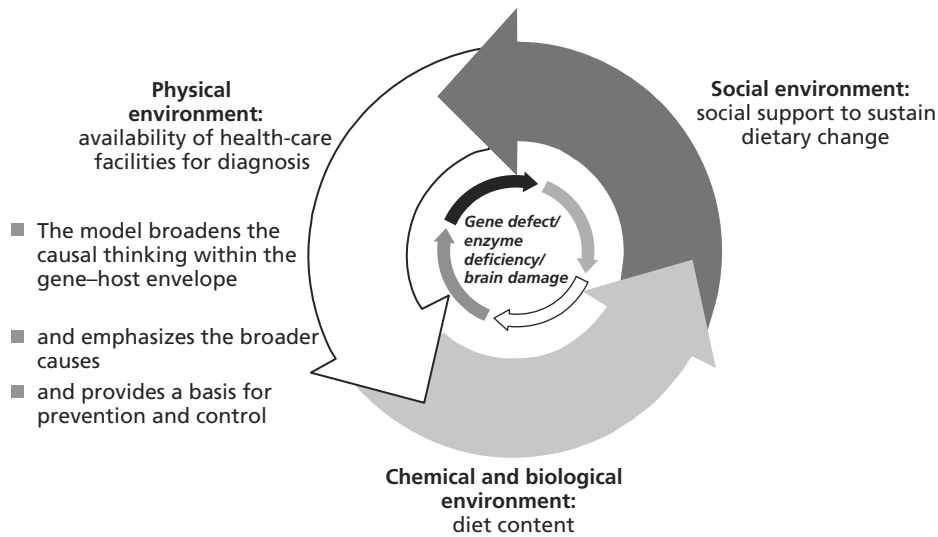 Physical
environment:
availability of health-care
facilities for diagnosis
Social environment:
social support to sustain
dietary change
The model broadens the
causal thinking within the
gene–host envelope
and emphasizes the broader
causes
and provides a basis for
prevention and control
Gene defect/
enzyme
deficiency/
brain damage
Chemical and biological
environment:
diet content